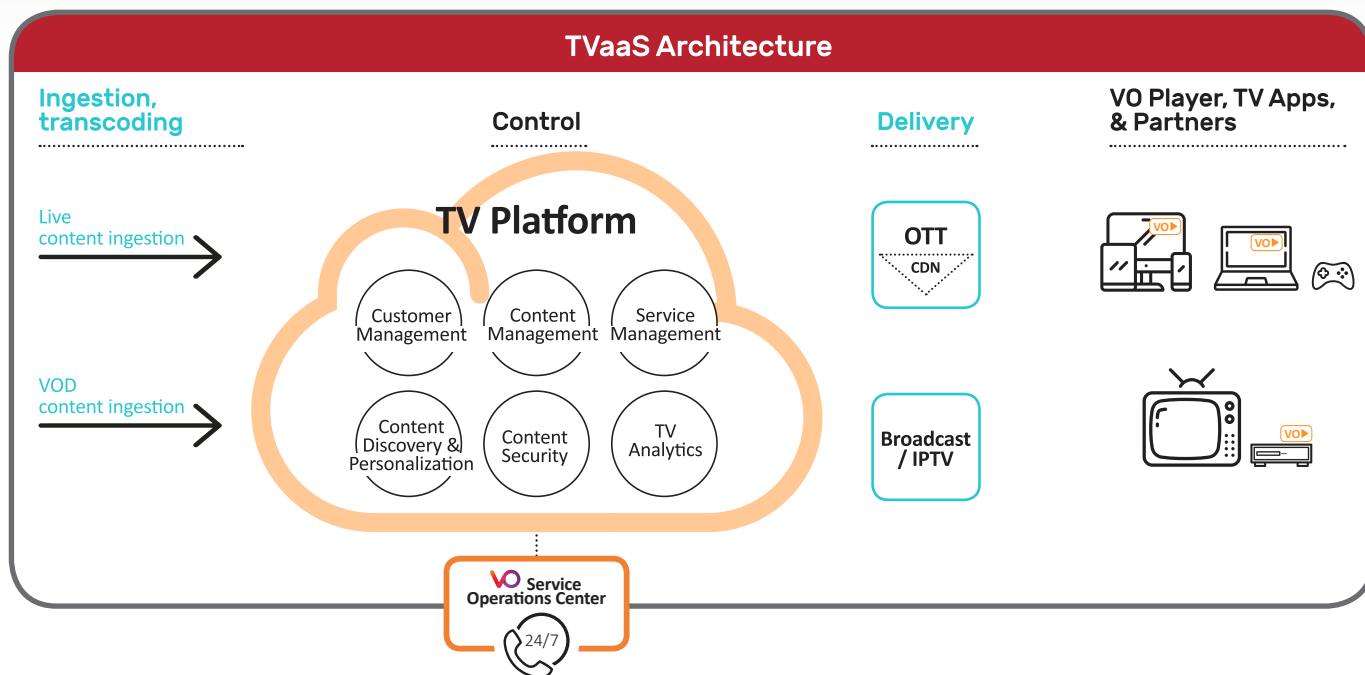 TVaaS Architecture
Ingestion,
transcoding
Control
Delivery
VO Player, TV Apps,
& Partners
Live
content ingestion
VOD
content ingestion
TV Platform
Customer
Management
Content
Management
Service
Management
Content
Discovery &
Personalization
Content
Security
TV
Analytics
OTT
CDN
Broadcast
/ IPTV
VO
VO
VO
VO Service
Operations Center
24/7